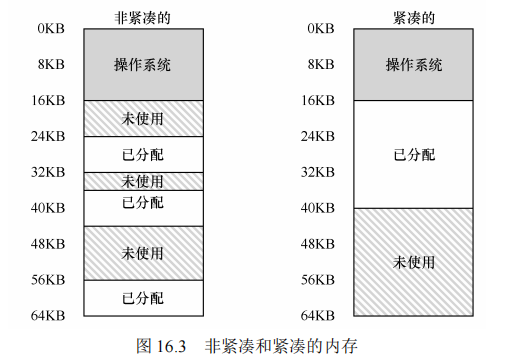 非紧凑的
0KB
操作系统
8KB
16KB
未使用
24KB
已分配
32KB
未使用
已分配
40KB
48KB
未使用
56KB
已分配
64KB
紧凑的
0KB
操作系统
8KB
16KB
24KB
已分配
32KB
40KB
48KB
未使用
56KB
64KB
图 16.3 非紧凑和紧凑的内存